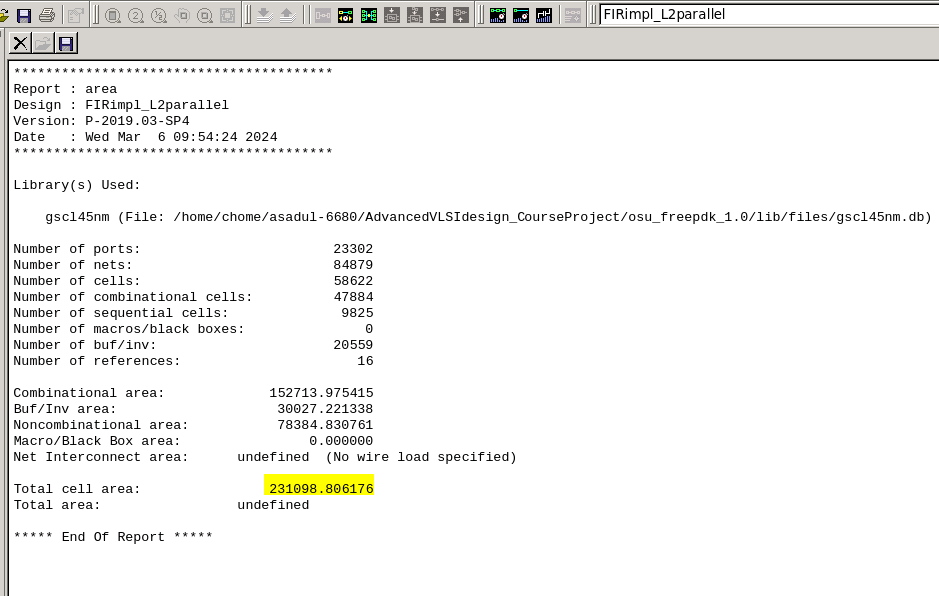 FIRimpl_L2parallel
****************************************
Report : area
Design : FIRimpl_L2parallel
Version: P-2019.03-SP4
Date   : Wed Mar  6 09:54:24 2024
****************************************
Library(s) Used:
    gscl45nm (File: /home/chome/asadul-6680/AdvancedVLSIdesign_CourseProject/osu_freepdk_1.0/lib/files/gscl45nm.db)
Number of ports:                        23302
Number of nets:                         84879
Number of cells:                        58622
Number of combinational cells:          47884
Number of sequential cells:              9825
Number of macros/black boxes:               0
Number of buf/inv:                      20559
Number of references:                      16
Combinational area:             152713.975415
Buf/Inv area:                    30027.221338
Noncombinational area:           78384.830761
Macro/Black Box area:                0.000000
Net Interconnect area:      undefined  (No wire load specified)
Total cell area:                231098.806176
Total area:                 undefined
***** End Of Report *****